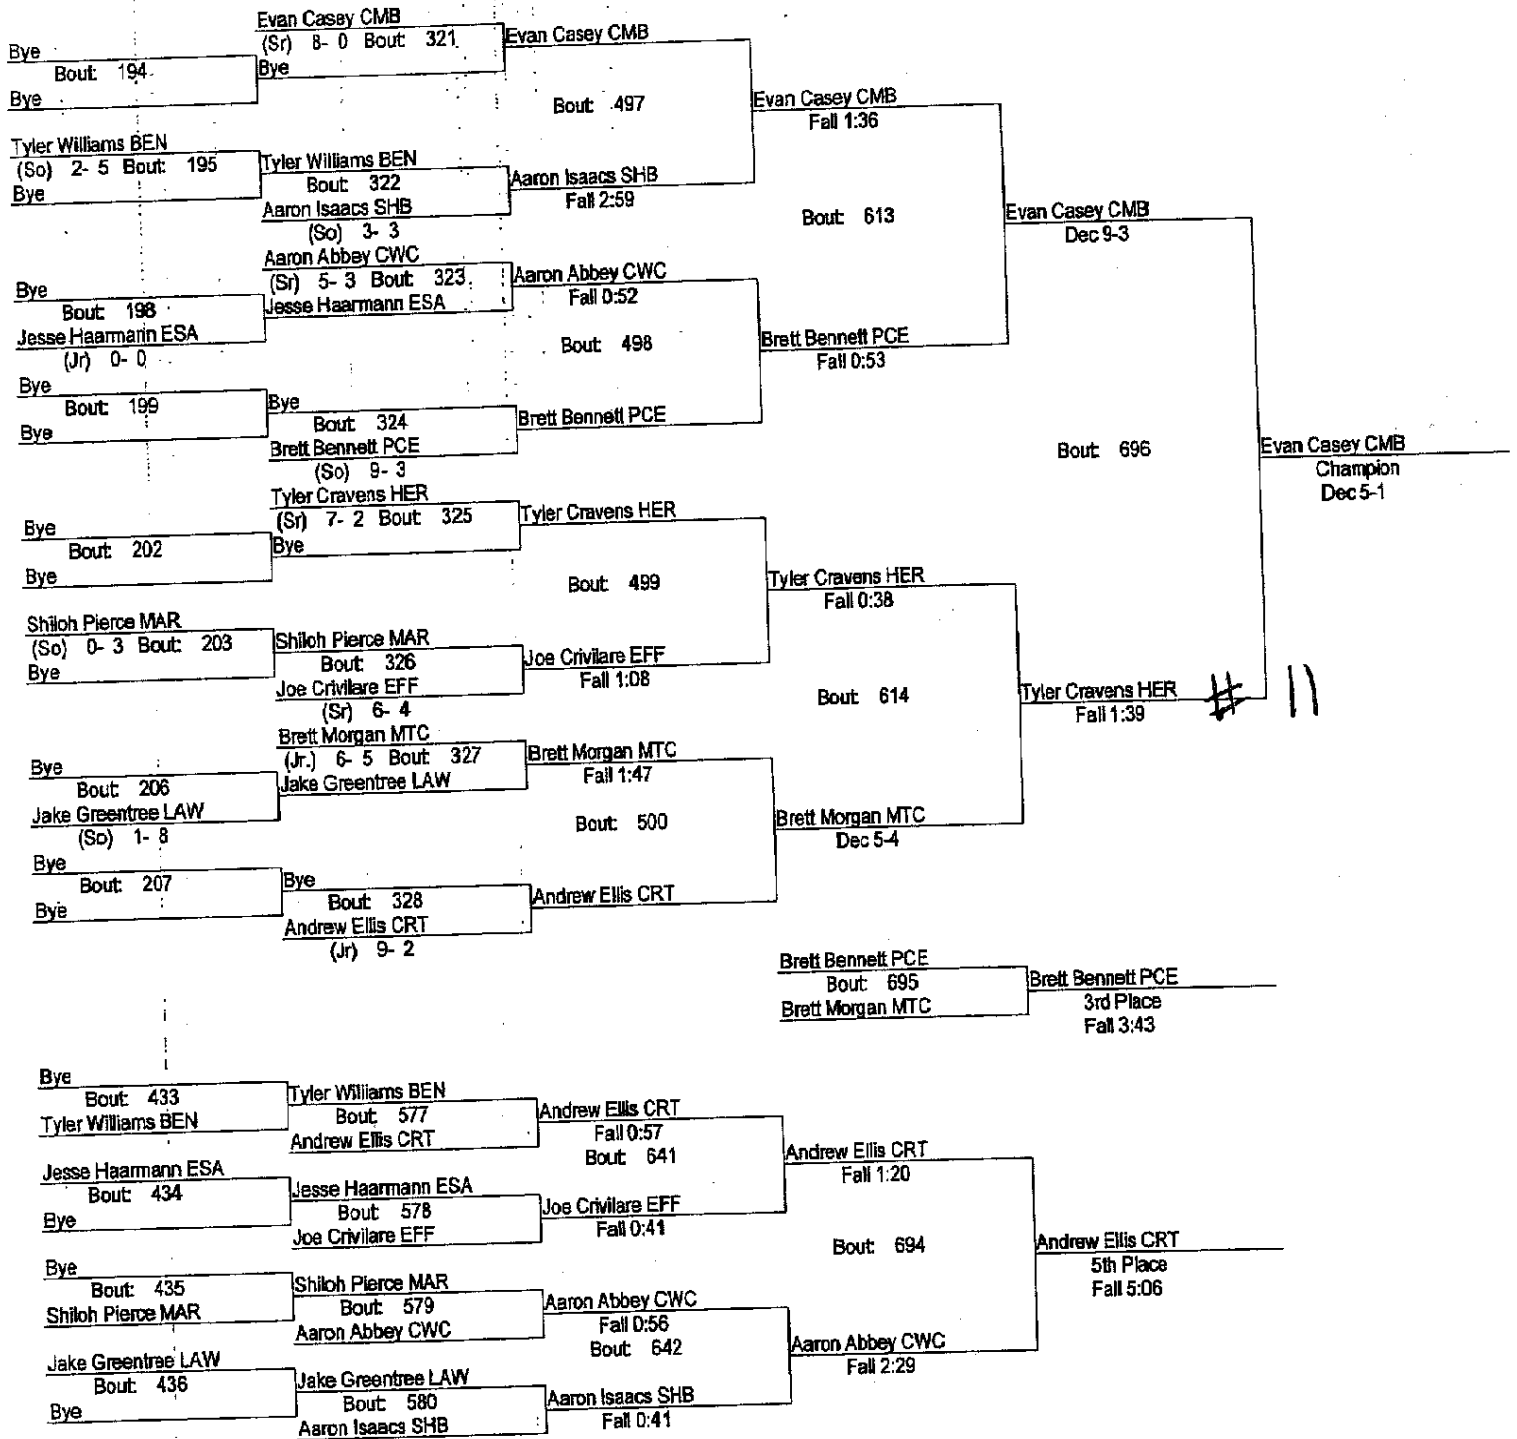 Evan Casey CMB
(Sr) 8- 0 Bout: 321
Evan Casey CMB
Bye
Bout: 194
Bye
Bye
Bout: 497
Evan Casey CMB
Fall 1:36
Tyler Williams BEN
(So) 2- 5 Bout: 195
Bye
Tyler Williams BEN
Bout: 322
Aaron Isaacs SHB
(So) 3- 3
Aaron Isaacs SHB
Fall 2:59
Bout: 613
Evan Casey CMB
Dec 9-3
Aaron Abbey CWC
(Sr) 5- 3 Bout: 323
Jesse Haarmann ESA
Aaron Abbey CWC
Fall 0:52
Bye
Bout: 198
Jesse Haarmann ESA
(Jr) 0- 0
Bout: 498
Brett Bennett PCE
Fall 0:53
Bye
Bout: 199
Bye
Bye
Bout: 324
Brett Bennett PCE
(So) 9- 3
Brett Bennett PCE
Bout: 696
Evan Casey CMB
Champion
Dec 5-1
Tyler Cravens HER
(Sr) 7- 2 Bout: 325
Bye
Tyler Cravens HER
Bye
Bout: 202
Bye
Bout: 499
Tyler Cravens HER
Fall 0:38
Shiloh Pierce MAR
(So) 0- 3 Bout: 203
Bye
Shiloh Pierce MAR
Bout: 326
Joe Crivilare EFF
(Sr) 6- 4
Joe Crivilare EFF
Fall 1:08
Bout: 614
Tyler Cravens HER
Fall 1:39
# 11
Brett Morgan MTC
(Jr.) 6- 5 Bout: 327
Jake Greentree LAW
Brett Morgan MTC
Fall 1:47
Bye
Bout: 206
Jake Greentree LAW
(So) 1- 8
Bout: 500
Brett Morgan MTC
Dec 5-4
Bye
Bout: 207
Bye
Bye
Bout: 328
Andrew Ellis CRT
(Jr) 9- 2
Andrew Ellis CRT
Brett Bennett PCE
Bout: 695
Brett Morgan MTC
Brett Bennett PCE
3rd Place
Fall 3:43
Bye
Bout: 433
Tyler Williams BEN
Tyler Williams BEN
Bout: 577
Andrew Ellis CRT
Andrew Ellis CRT
Fall 0:57
Bout: 641
Andrew Ellis CRT
Fall 1:20
Jesse Haarmann ESA
Bout: 434
Bye
Jesse Haarmann ESA
Bout: 578
Joe Crivilare EFF
Joe Crivilare EFF
Fall 0:41
Bout: 694
Andrew Ellis CRT
5th Place
Fall 5:06
Bye
Bout: 435
Shiloh Pierce MAR
Shiloh Pierce MAR
Bout: 579
Aaron Abbey CWC
Aaron Abbey CWC
Fall 0:56
Bout: 642
Aaron Abbey CWC
Fall 2:29
Jake Greentree LAW
Bout: 436
Bye
Jake Greentree LAW
Bout: 580
Aaron Isaacs SHB
Aaron Isaacs SHB
Fall 0:41